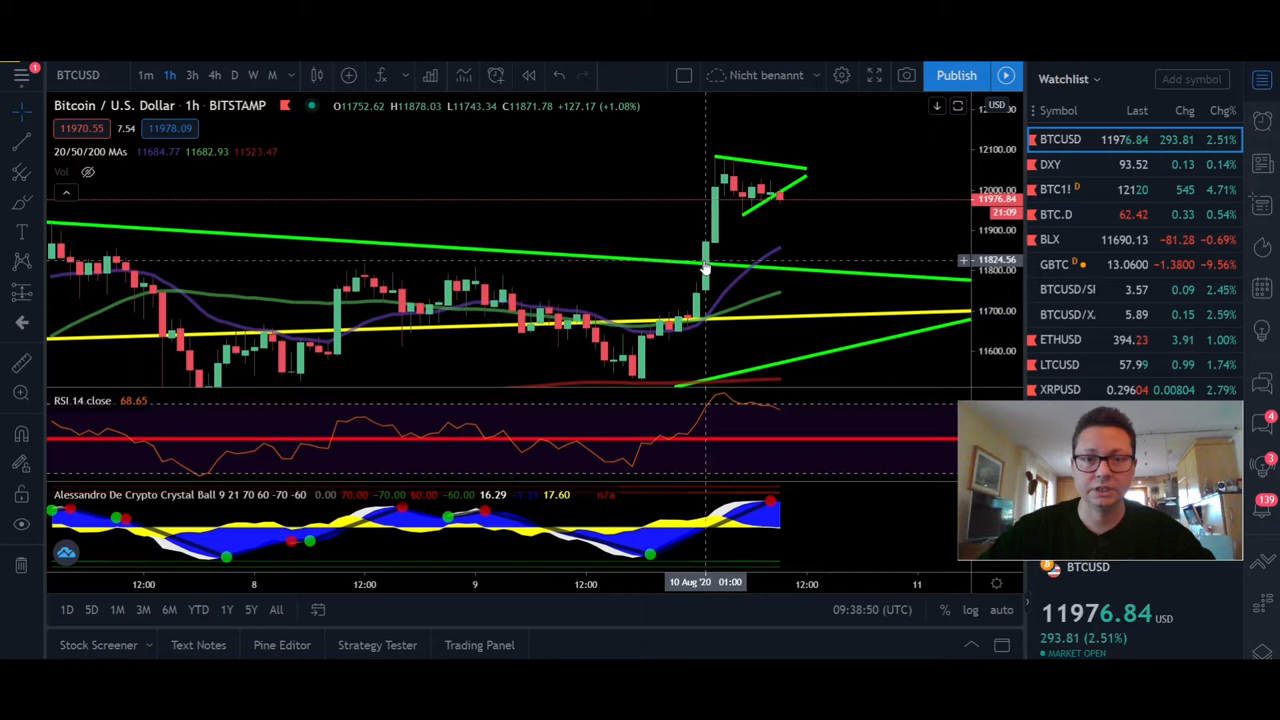 1
BTCUSD 1m 1h 3h 4h D W M Nicht benannt Publish
Watchlist Add symbol
Bitcoin / U.S. Dollar · 1h · BITSTAMP O11752.62 H11878.03 L11743.34 C11871.78 +127.17 (+1.08%) USD
Symbol Last Chg Chg%
11970.55 7.54 11978.09
20/50/200 MAs 11684.77 11682.93 11523.47
Vol
BTCUSD 11976.84 293.81 2.51%
DXY 93.52 0.13 0.14%
BTC1! D 12120 545 4.71%
BTC.D 62.42 0.33 0.54%
BLX 11690.13 −81.28 −0.69%
GBTC D 13.0600 −1.3800 −9.56%
BTCUSD/SI 3.57 0.09 2.45%
BTCUSD/X. 5.89 0.15 2.59%
ETHUSD 394.23 3.91 1.00%
LTCUSD 57.99 0.99 1.74%
XRPUSD 0.29604 0.00804 2.79%
12100.00
12000.00
11976.84
21:09
11900.00
11824.56
11800.00
11700.00
11600.00
RSI 14 close 68.65
Alessandro De Crypto Crystal Ball 9 21 70 60 -70 -60 0.00 70.00 −70.00 60.00 −60.00 16.29 17.60 n/a
4
3
139
12:00 8 12:00 9 12:00 10 Aug '20 01:00 12:00 11
BTCUSD
1D 5D 1M 3M 6M YTD 1Y 5Y All 09:38:50 (UTC) % log auto
11976.84 USD
293.81 (2.51%)
MARKET OPEN
Stock Screener Text Notes Pine Editor Strategy Tester Trading Panel